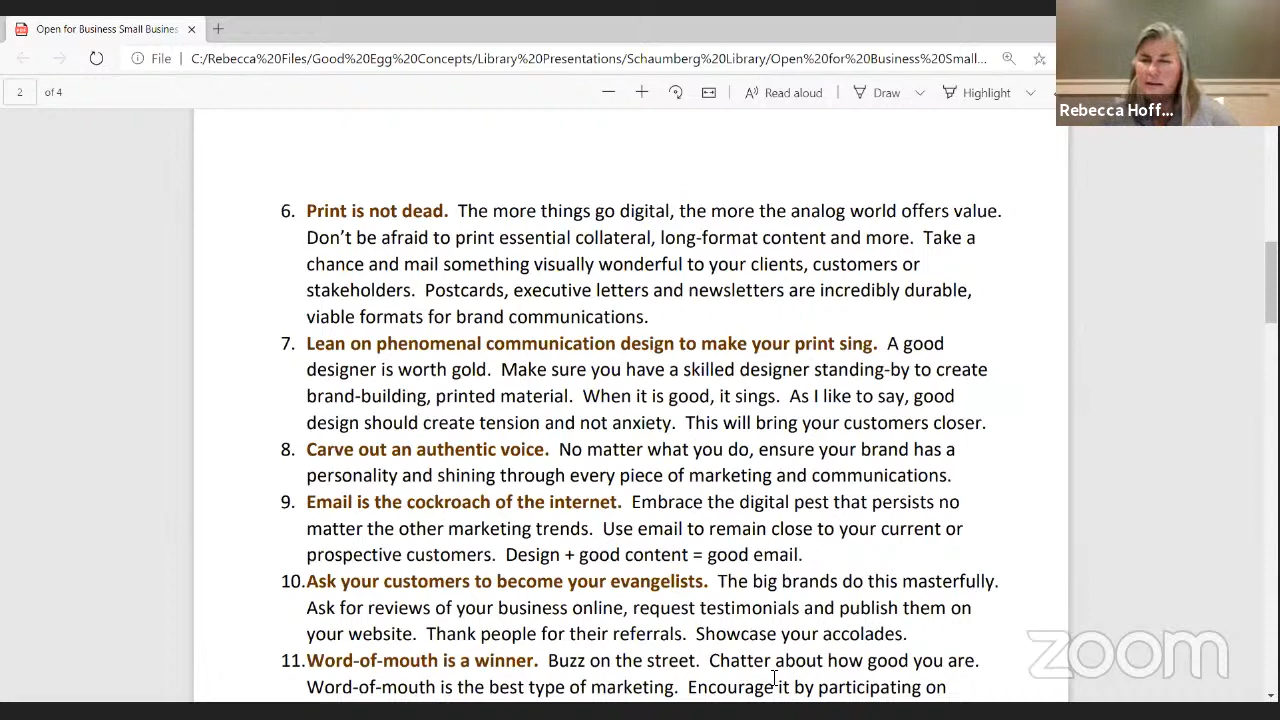 Open for Business Small Busines
File
C:/Rebecca%20Files/Good%20Egg%20Concepts/Library%20Presentations/Schaumberg%20Library/Open%20for%20Business%20Small...
2 of 4
Read aloud
Draw
Highlight
Rebecca Hoff...
6. Print is not dead. The more things go digital, the more the analog world offers value.
Don't be afraid to print essential collateral, long-format content and more. Take a
chance and mail something visually wonderful to your clients, customers or
stakeholders. Postcards, executive letters and newsletters are incredibly durable,
viable formats for brand communications.
7. Lean on phenomenal communication design to make your print sing. A good
designer is worth gold. Make sure you have a skilled designer standing-by to create
brand-building, printed material. When it is good, it sings. As I like to say, good
design should create tension and not anxiety. This will bring your customers closer.
8. Carve out an authentic voice. No matter what you do, ensure your brand has a
personality and shining through every piece of marketing and communications.
9. Email is the cockroach of the internet. Embrace the digital pest that persists no
matter the other marketing trends. Use email to remain close to your current or
prospective customers. Design + good content = good email.
10. Ask your customers to become your evangelists. The big brands do this masterfully.
Ask for reviews of your business online, request testimonials and publish them on
your website. Thank people for their referrals. Showcase your accolades.
11. Word-of-mouth is a winner. Buzz on the street. Chatter about how good you are.
Word-of-mouth is the best type of marketing. Encourage it by participating on
zoom